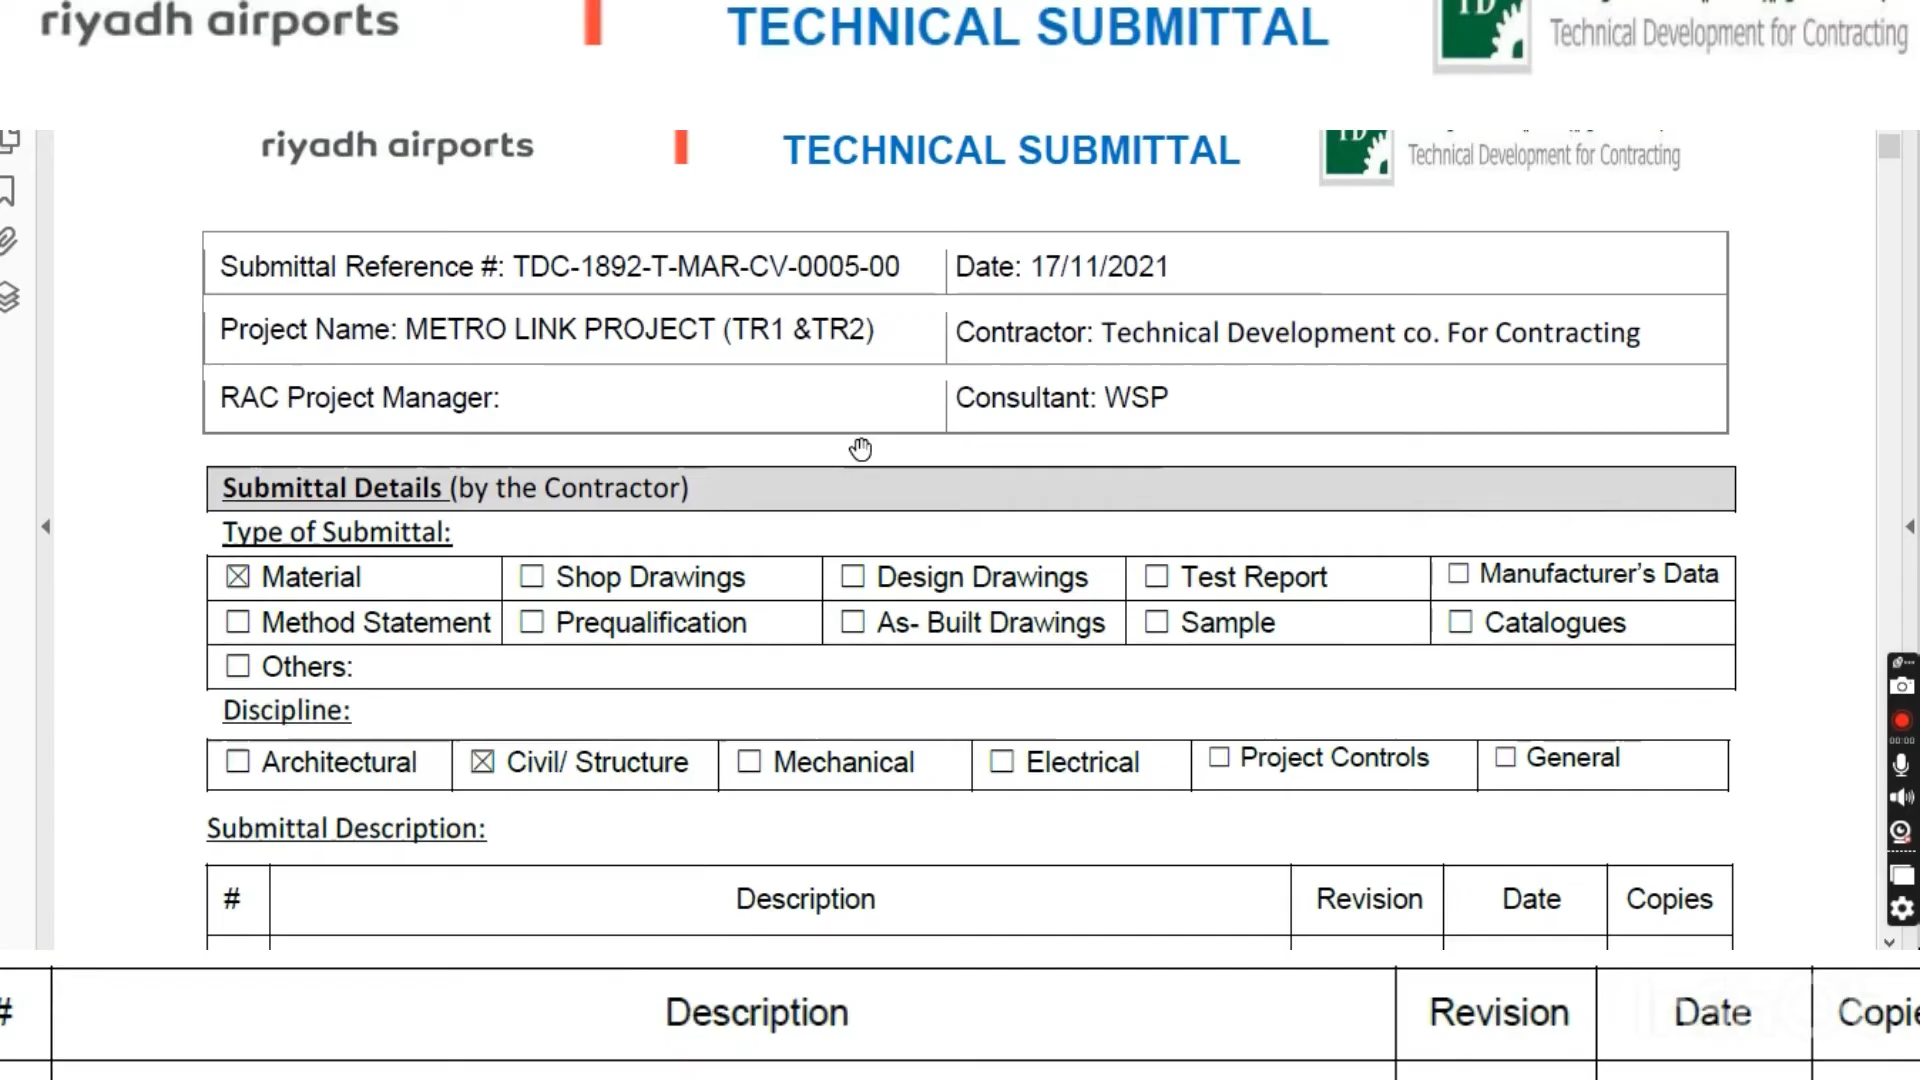 riyadh airports TECHNICAL SUBMITTAL Technical Development for Contracting
riyadh airports TECHNICAL SUBMITTAL Technical Development for Contracting
Submittal Reference #: TDC-1892-T-MAR-CV-0005-00 Date: 17/11/2021
Project Name: METRO LINK PROJECT (TR1 &TR2) Contractor: Technical Development co. For Contracting
RAC Project Manager: Consultant: WSP
Submittal Details (by the Contractor)
Type of Submittal:
☒ Material ☐ Shop Drawings ☐ Design Drawings ☐ Test Report ☐ Manufacturer's Data
☐ Method Statement ☐ Prequalification ☐ As- Built Drawings ☐ Sample ☐ Catalogues
☐ Others:
Discipline:
☐ Architectural ☒ Civil/ Structure ☐ Mechanical ☐ Electrical ☐ Project Controls ☐ General
Submittal Description:
# Description Revision Date Copies
00:00
# Description Revision Date Copie